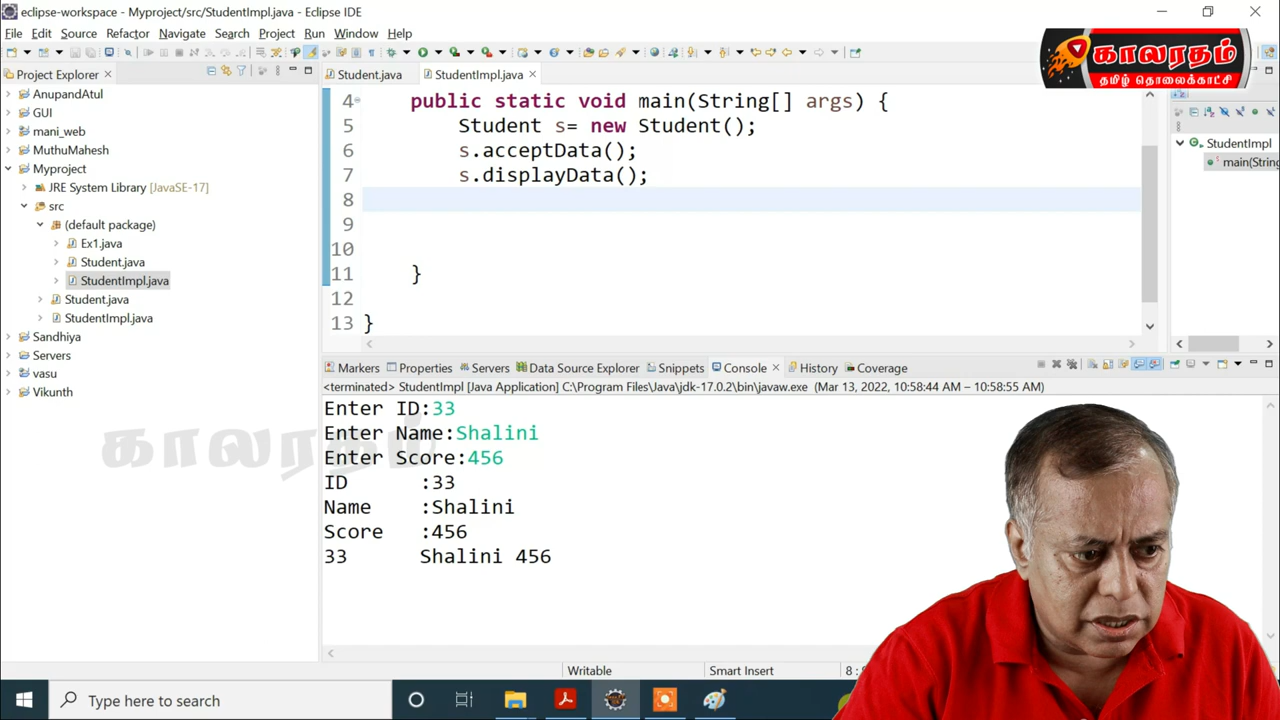 eclipse-workspace - Myproject/src/StudentImpl.java - Eclipse IDE
File Edit Source Refactor Navigate Search Project Run Window Help
காலரதம்
தமிழ் தொலைக்காட்சி
Project Explorer
AnupandAtul
GUI
mani_web
MuthuMahesh
Myproject
JRE System Library [JavaSE-17]
src
(default package)
Ex1.java
Student.java
StudentImpl.java
Student.java
StudentImpl.java
Sandhiya
Servers
vasu
Vikunth
Student.java StudentImpl.java
4 public static void main(String[] args) {
5 Student s= new Student();
6 s.acceptData();
7 s.displayData();
8
9
10
11 }
12
13 }
StudentImpl
main(String
Markers Properties Servers Data Source Explorer Snippets Console History Coverage
<terminated> StudentImpl [Java Application] C:\Program Files\Java\jdk-17.0.2\bin\javaw.exe (Mar 13, 2022, 10:58:44 AM – 10:58:55 AM)
Enter ID:33
Enter Name:Shalini
Enter Score:456
ID :33
Name :Shalini
Score :456
33 Shalini 456
காலரதம்
Writable Smart Insert 8 :
Type here to search